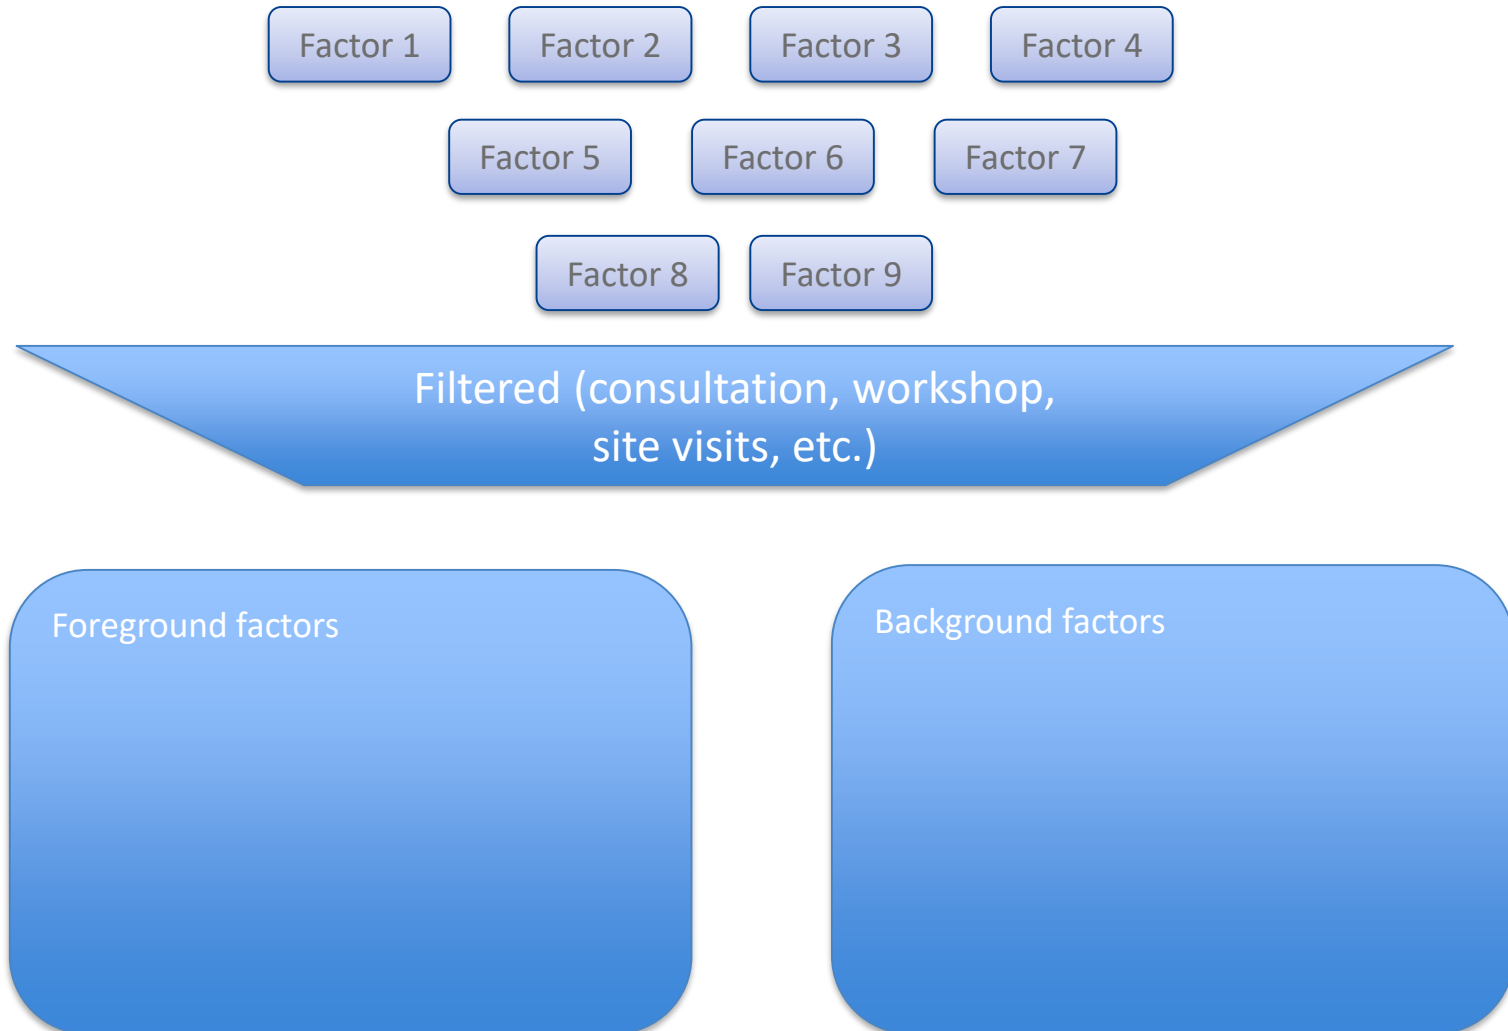 Factor 1
Factor 2
Factor 3
Factor 4
Factor 5
Factor 6
Factor 7
Factor 8
Factor 9
Filtered (consultation, workshop,
site visits, etc.)
Foreground factors
Background factors